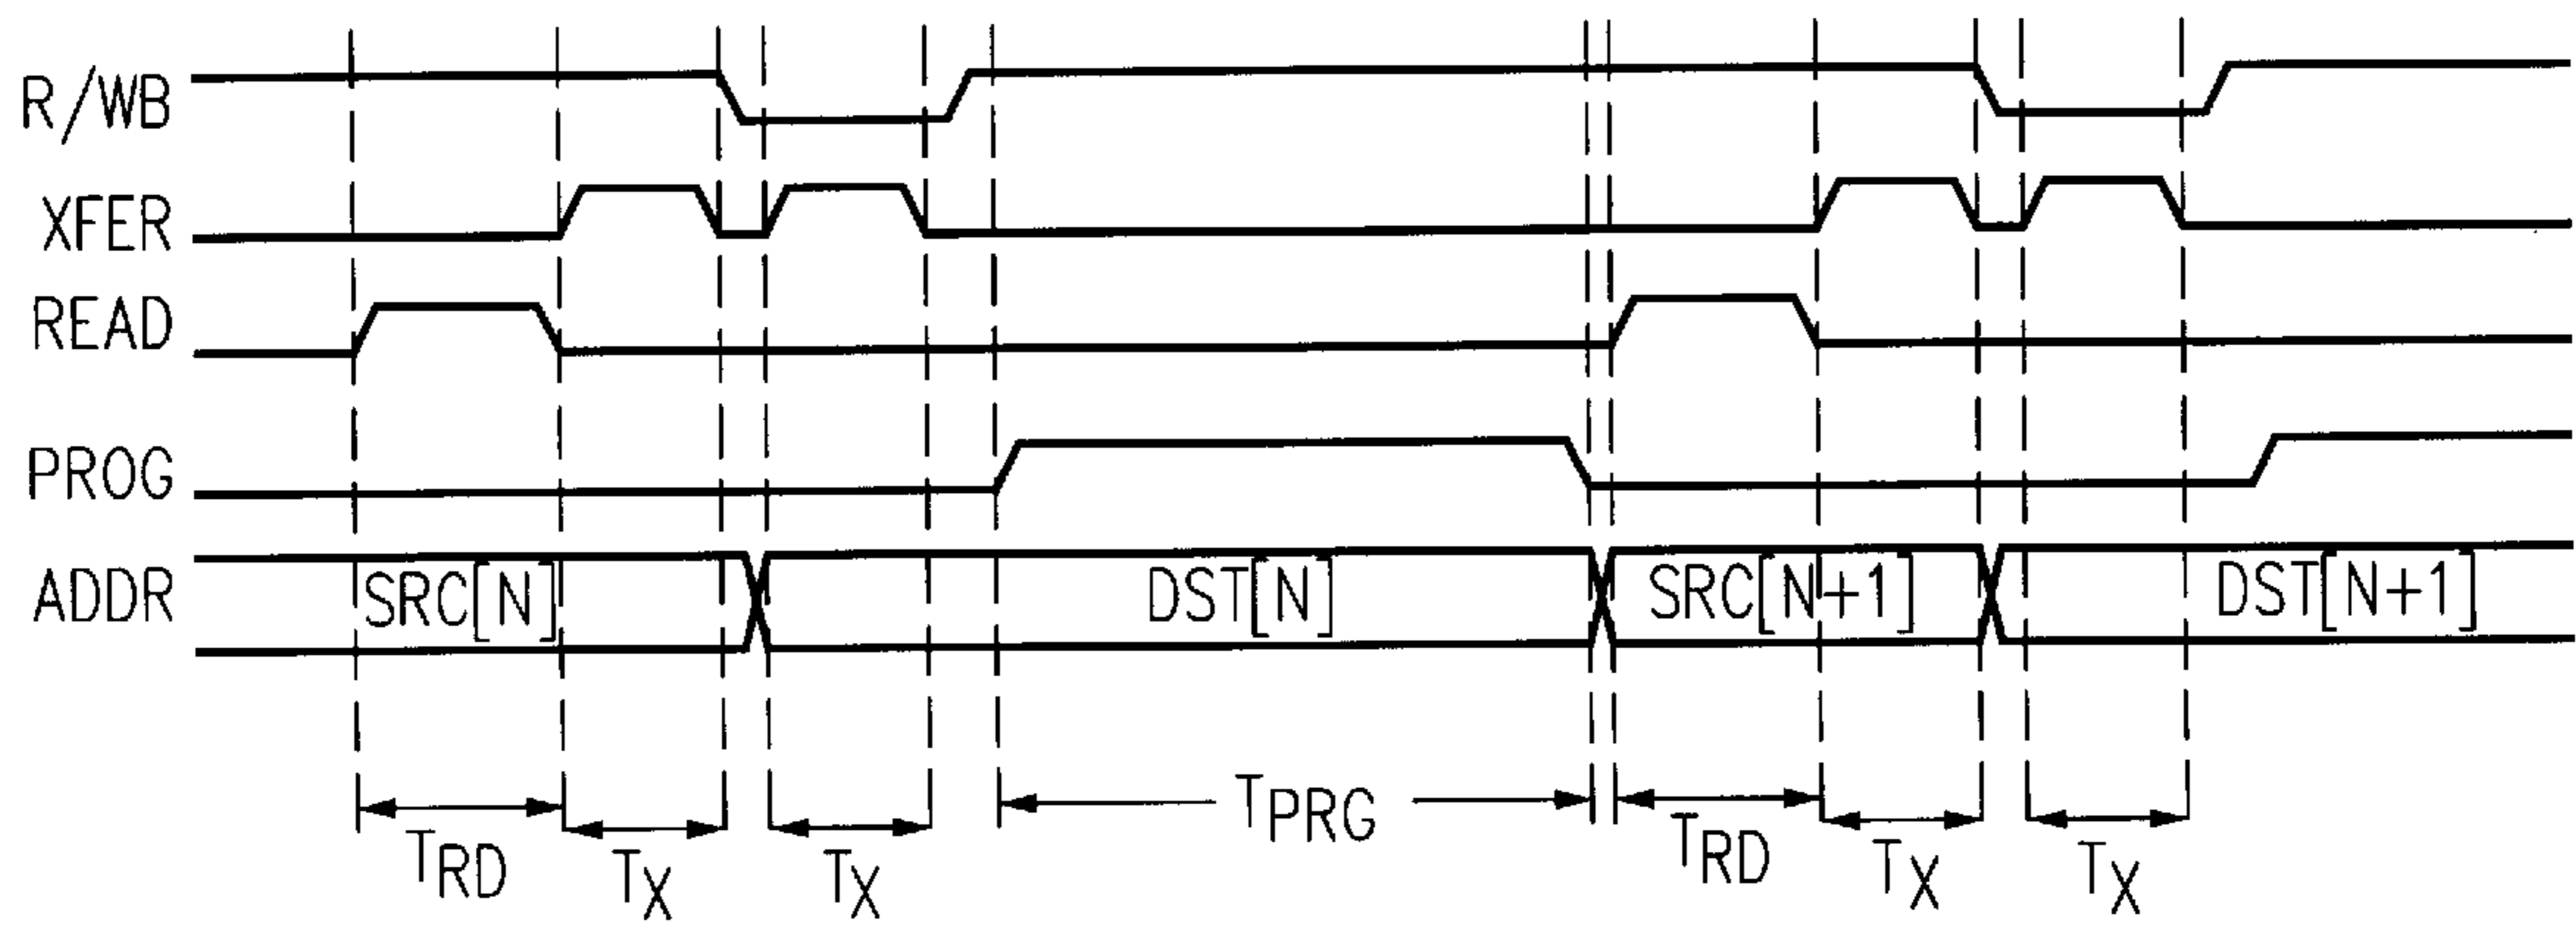 R/WB
XFER
READ
PROG
ADDR SRC[N] DST[N] SRC[N+1] DST[N+1]
TRD TX TX TPRG TRD TX TX